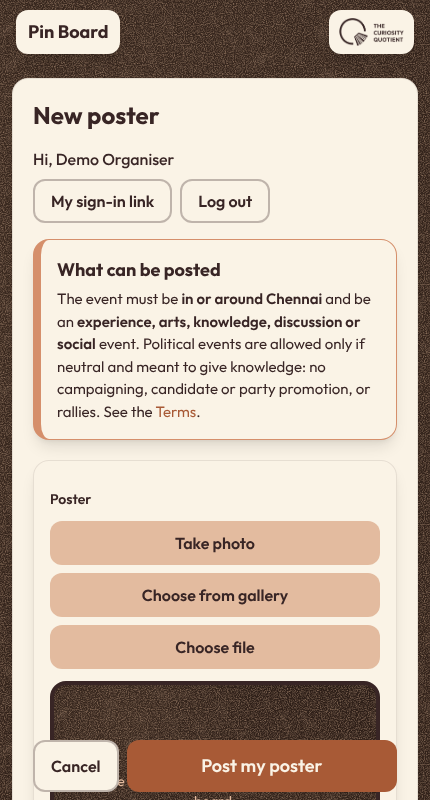 Pin Board
THE
CURIOSITY
QUOTIENT
New poster
Hi, Demo Organiser
My sign-in link
Log out
What can be posted
The event must be in or around Chennai and be
an experience, arts, knowledge, discussion or
social event. Political events are allowed only if
neutral and meant to give knowledge: no
campaigning, candidate or party promotion, or
rallies. See the Terms.
Poster
Take photo
Choose from gallery
Choose file
Cancel
Post my poster